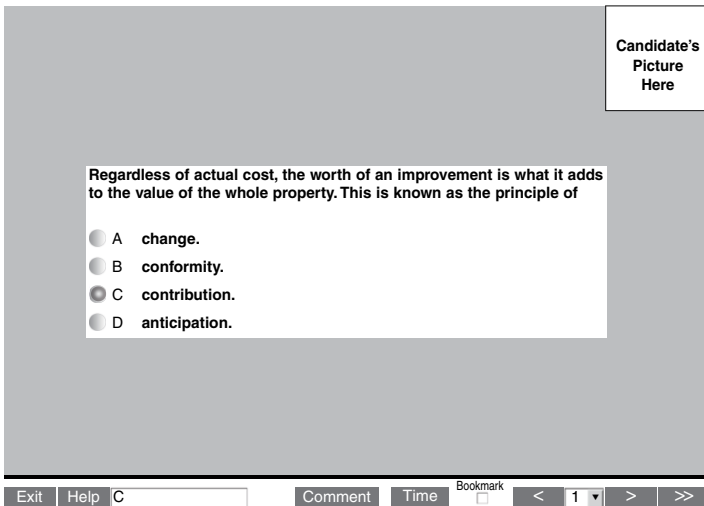 Candidate's
Picture
Here
Regardless of actual cost, the worth of an improvement is what it adds
to the value of the whole property. This is known as the principle of
A change.
B conformity.
C contribution.
D anticipation.
Bookmark
Exit Help C Comment Time < 1 > >>